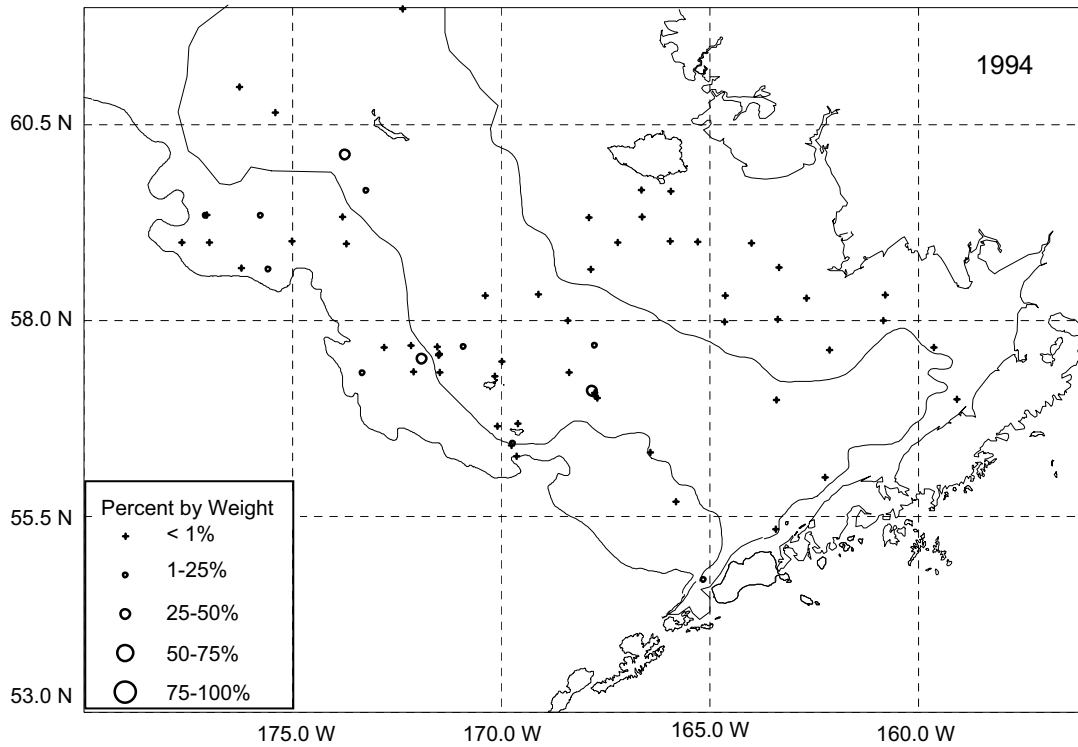 1994
60.5 N
58.0 N
55.5 N
53.0 N
Percent by Weight
< 1%
1-25%
25-50%
50-75%
75-100%
175.0 W
170.0 W
165.0 W
160.0 W